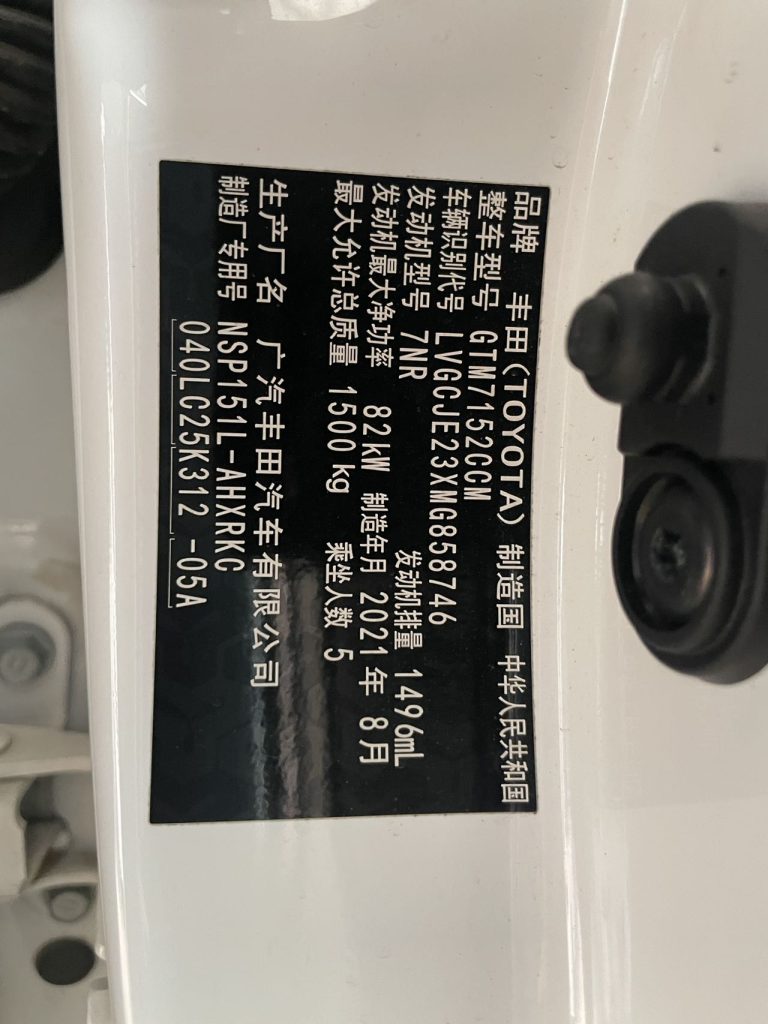 品牌 丰田(TOYOTA) 制造国 中华人民共和国
整车型号 GTM7152CCM
车辆识别代号 LVGCJE23XMG858746
发动机型号 7NR 发动机排量 1496mL
发动机最大净功率 82kW 制造年月 2021年8月
最大允许总质量 1500kg 乘坐人数 5
生产厂名 广汽丰田汽车有限公司
制造厂专用号 NSP151L-AHXRKC
040LC25K312 -05A